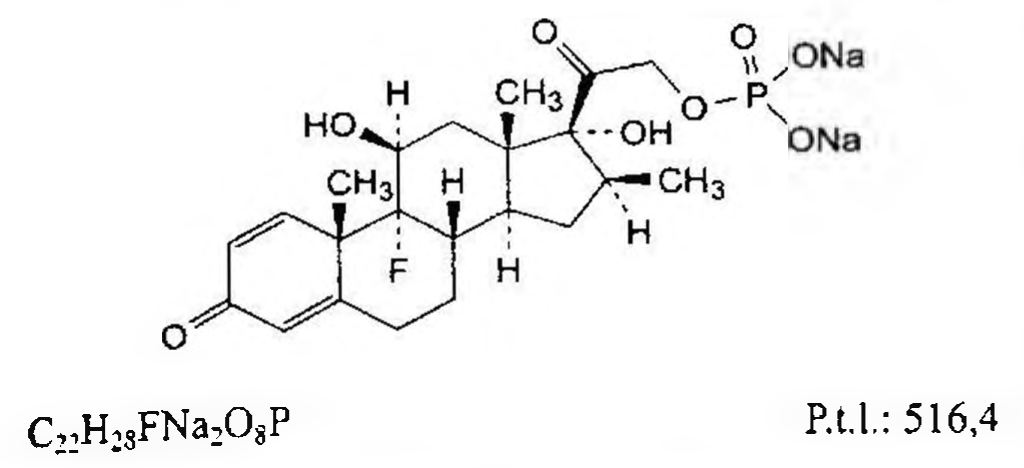 O
O
ONa
H
CH₃
P
HO
OH
O
ONa
CH₃
H
CH₃
H
F
H
O
C₂₂H₂₈FNa₂O₈P P.t.l.: 516,4